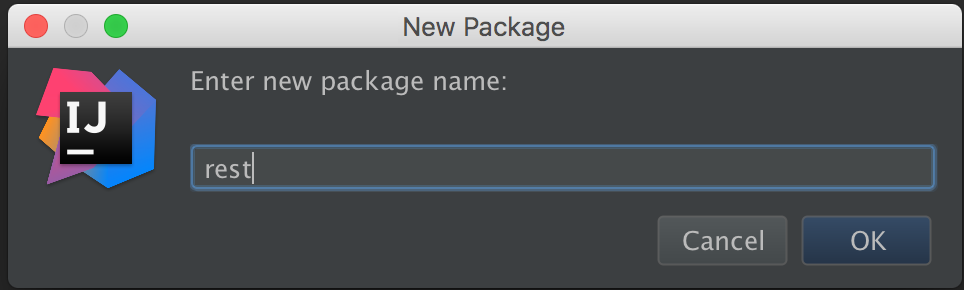 New Package
IJ
Enter new package name:
rest
Cancel
OK